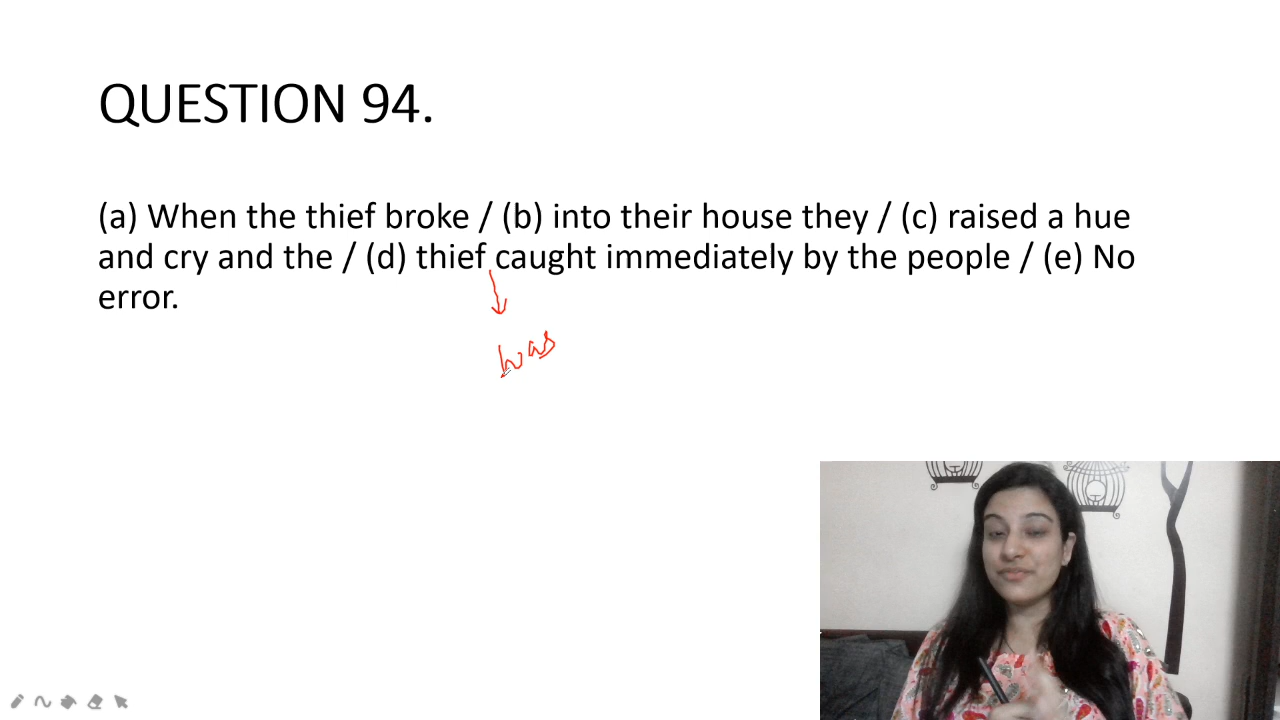 QUESTION 94.
(a) When the thief broke / (b) into their house they / (c) raised a hue
and cry and the / (d) thief caught immediately by the people / (e) No
error.
was